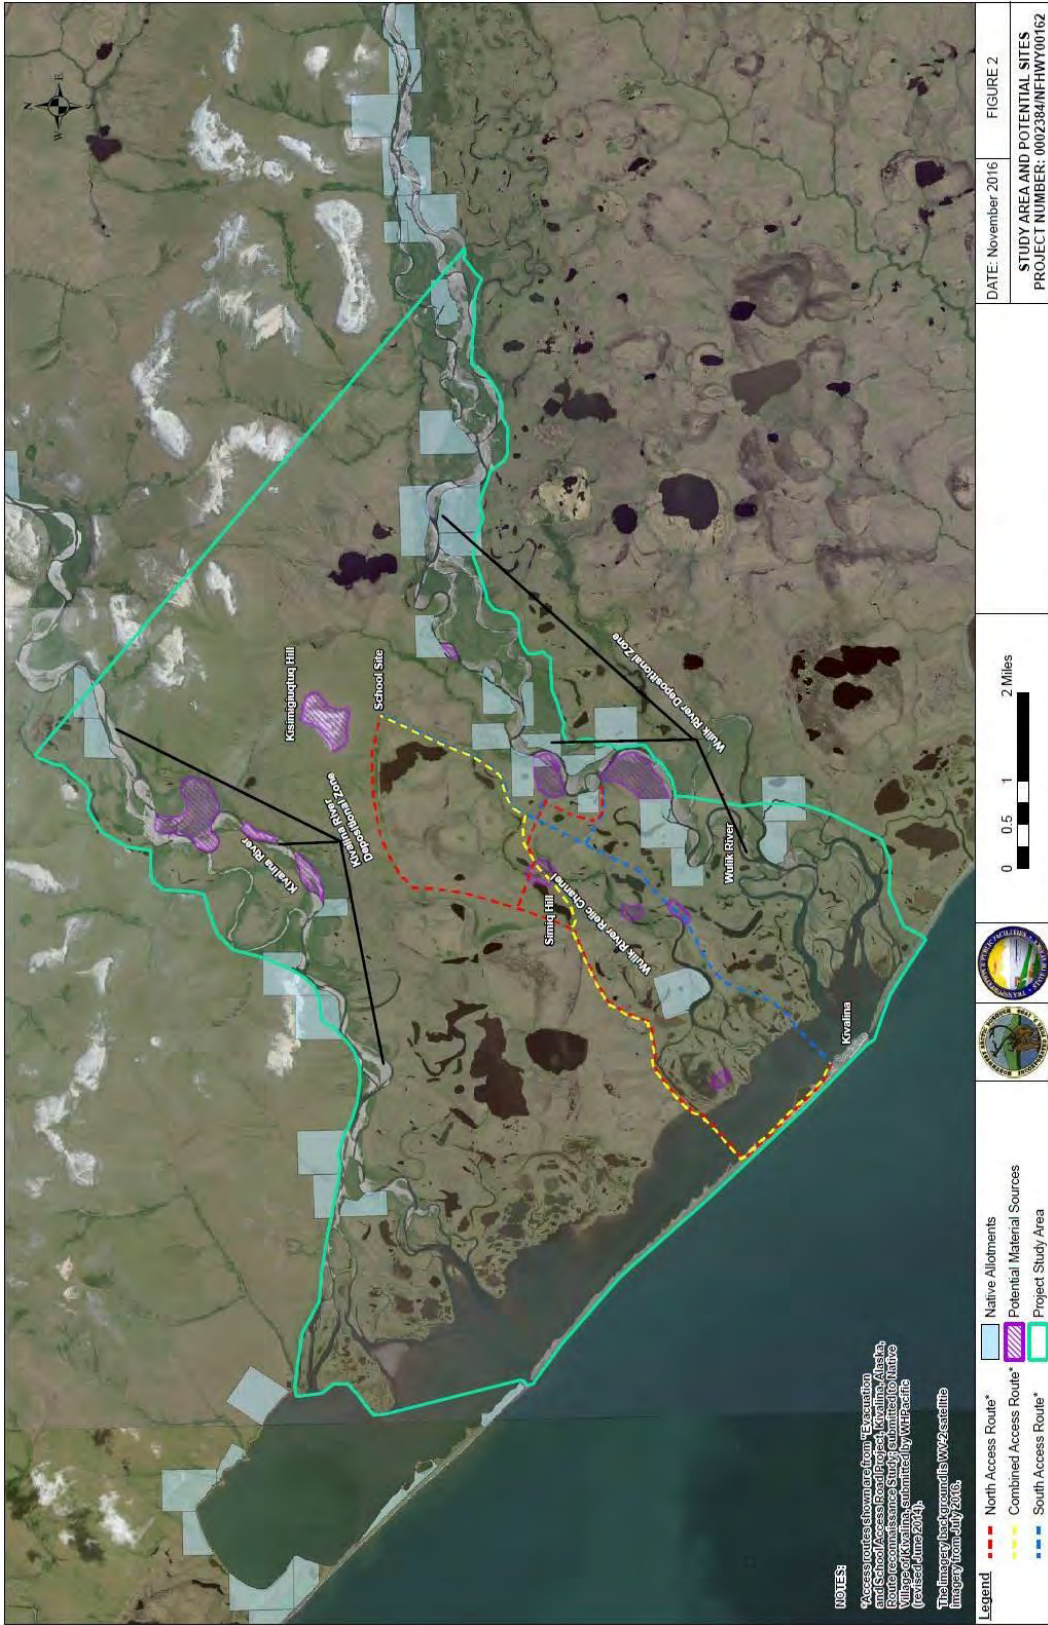 N
W
E
S
Kisimigiuqtuq Hill
School Site
Kivalina River
Kivalina River
Depositional Zone
Simiq Hill
Wulik River Relic Channel
Wulik River Depositional Zone
Wulik River
Kivalina
NOTES:
*Access routes shown are from "Evacuation
and School Access Road Project, Kivalina, Alaska,
Route reconnaissance Study; submitted to Native
Village of Kivalina, submitted by WHPacific
(revised June 2014).
The imagery background is WV-2 satellite
imagery from July 2016.
Legend
North Access Route*
Combined Access Route*
South Access Route*
Native Allotments
Potential Material Sources
Project Study Area
0 0.5 1 2 Miles
DATE: November 2016
FIGURE 2
STUDY AREA AND POTENTIAL SITES
PROJECT NUMBER: 0002384/NFHWY00162